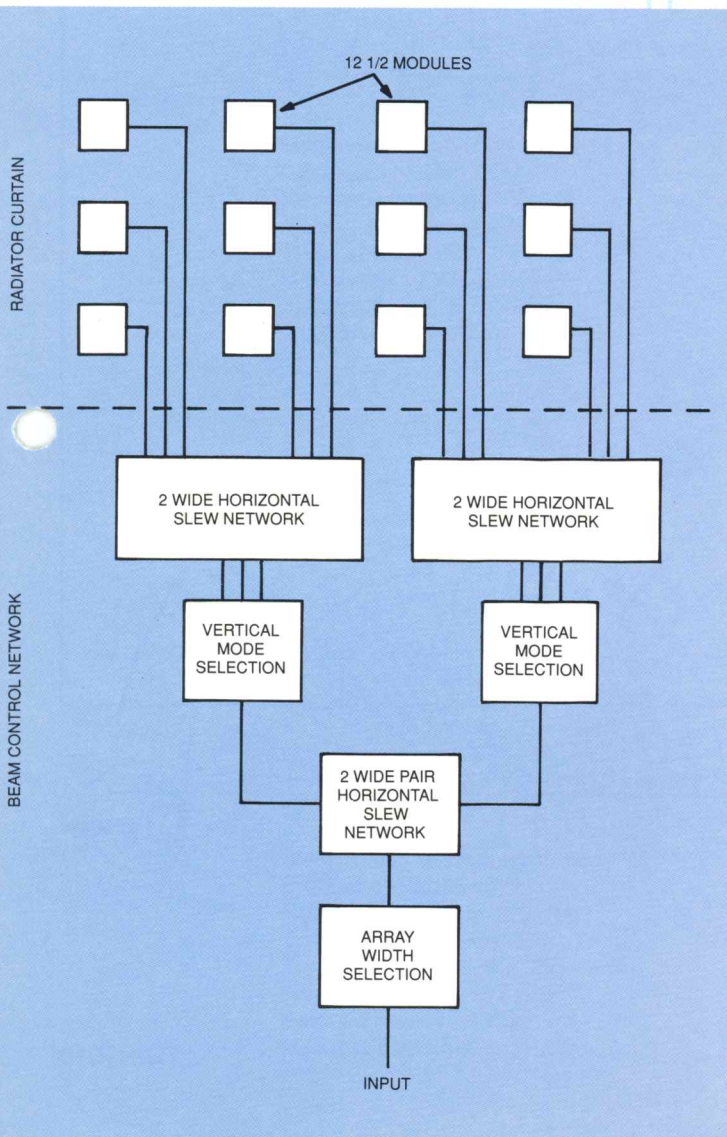 12 1/2 MODULES
RADIATOR CURTAIN
2 WIDE HORIZONTAL
SLEW NETWORK
2 WIDE HORIZONTAL
SLEW NETWORK
BEAM CONTROL NETWORK
VERTICAL
MODE
SELECTION
VERTICAL
MODE
SELECTION
2 WIDE PAIR
HORIZONTAL
SLEW
NETWORK
ARRAY
WIDTH
SELECTION
INPUT